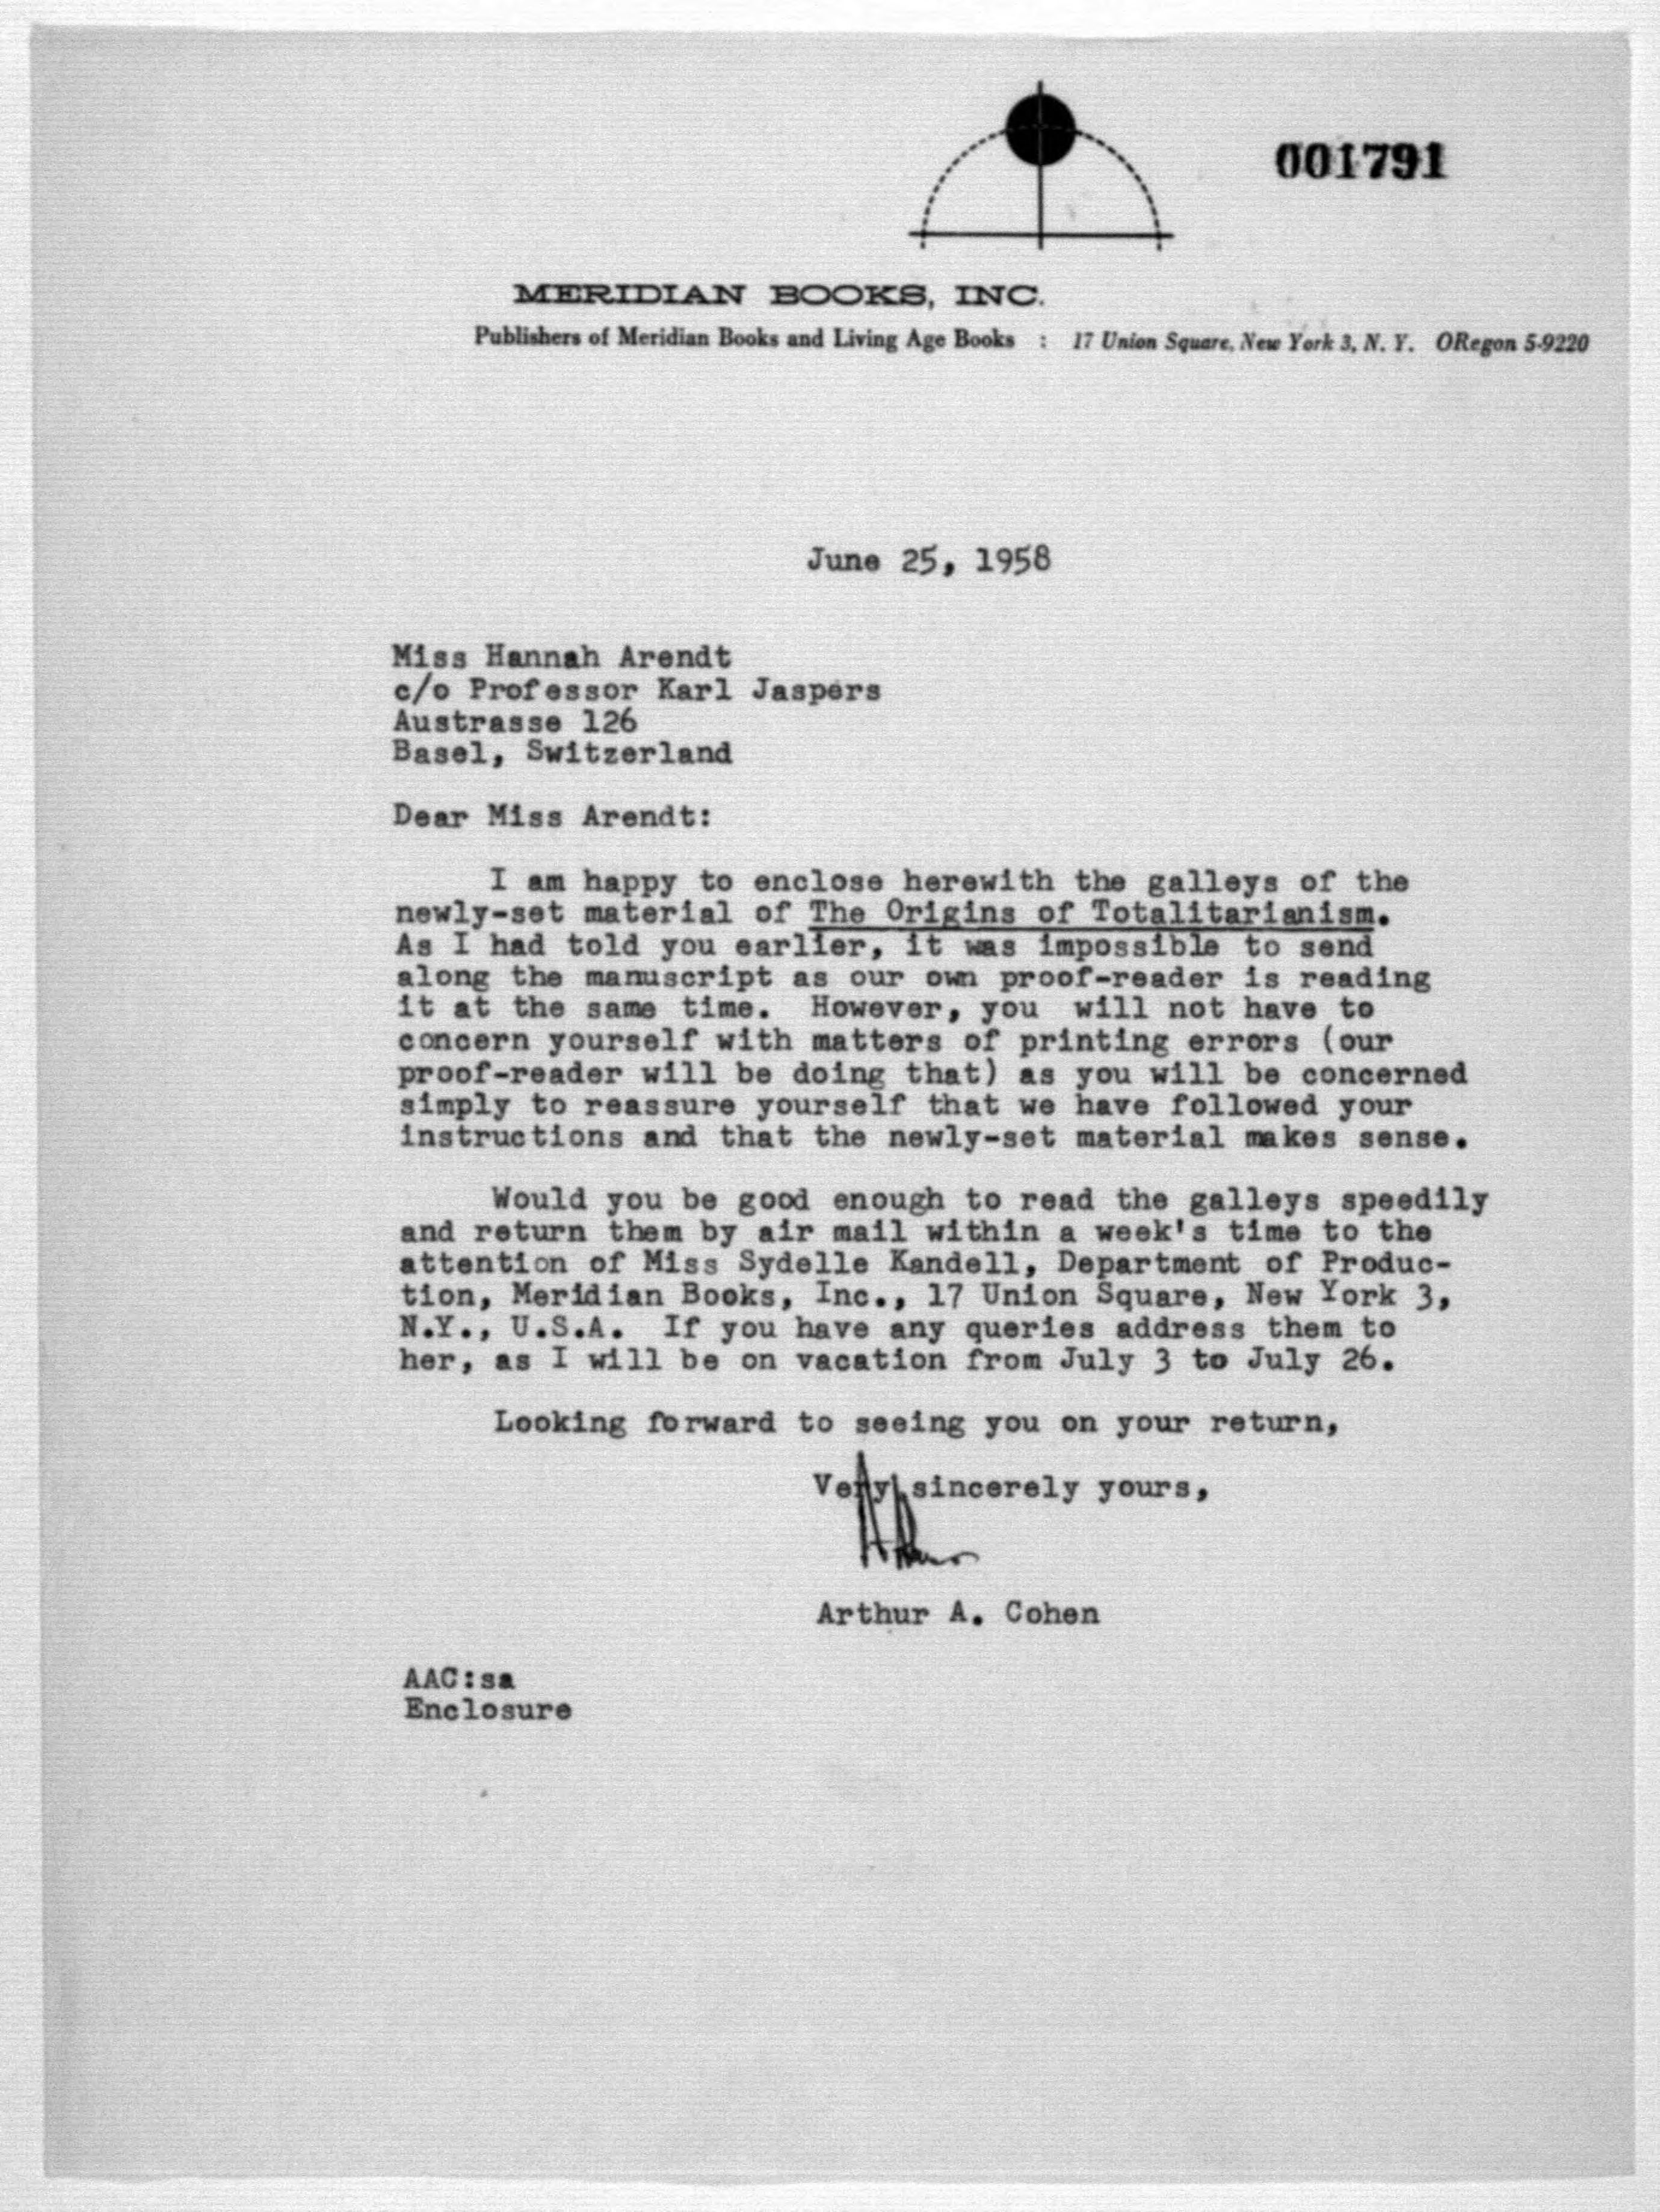 001791
MERIDIAN BOOKS, INC.
Publishers of Meridian Books and Living Age Books : 17 Union Square, New York 3, N. Y. ORegon 5-9220
June 25, 1958
Miss Hannah Arendt
c/o Professor Karl Jaspers
Austrasse 126
Basel, Switzerland
Dear Miss Arendt:
I am happy to enclose herewith the galleys of the
newly-set material of The Origins of Totalitarianism.
As I had told you earlier, it was impossible to send
along the manuscript as our own proof-reader is reading
it at the same time. However, you will not have to
concern yourself with matters of printing errors (our
proof-reader will be doing that) as you will be concerned
simply to reassure yourself that we have followed your
instructions and that the newly-set material makes sense.
Would you be good enough to read the galleys speedily
and return them by air mail within a week's time to the
attention of Miss Sydelle Kandell, Department of Produc-
tion, Meridian Books, Inc., 17 Union Square, New York 3,
N.Y., U.S.A. If you have any queries address them to
her, as I will be on vacation from July 3 to July 26.
Looking forward to seeing you on your return,
Very sincerely yours,
Arthur A. Cohen
AAC:sa
Enclosure